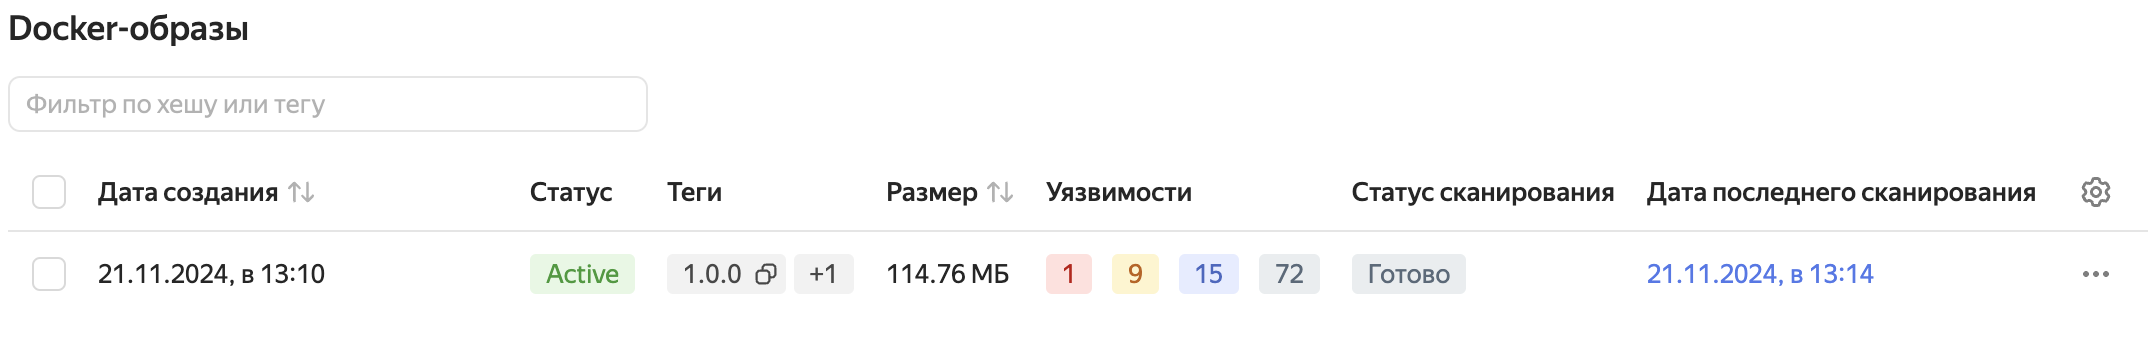 Docker-образы
Фильтр по хешу или тегу
Дата создания Статус Теги Размер Уязвимости Статус сканирования Дата последнего сканирования
21.11.2024, в 13:10 Active 1.0.0 +1 114.76 МБ 1 9 15 72 Готово 21.11.2024, в 13:14